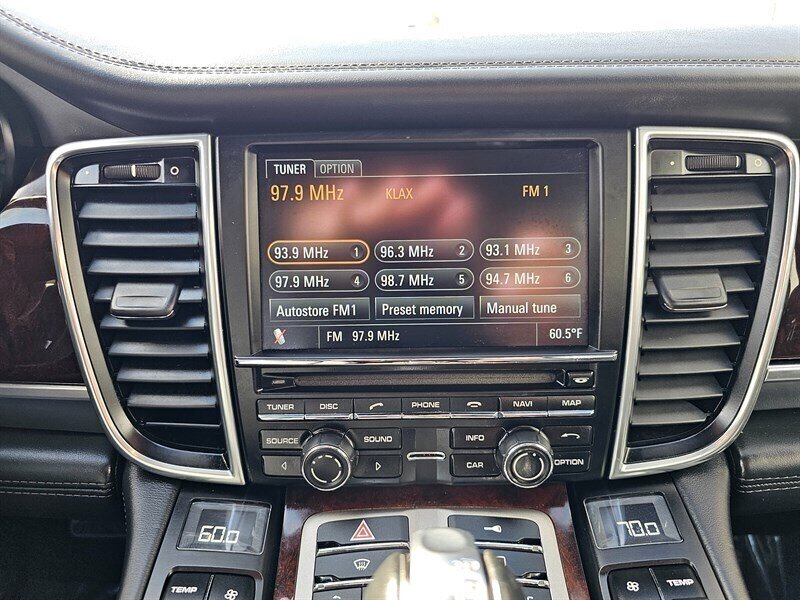 TUNER OPTION
97.9 MHz KLAX FM 1
93.9 MHz 1 96.3 MHz 2 93.1 MHz 3
97.9 MHz 4 98.7 MHz 5 94.7 MHz 6
Autostore FM1 Preset memory Manual tune
FM 97.9 MHz 60.5°F
TUNER DISC PHONE NAVI MAP
SOURCE SOUND INFO
CAR OPTION
60.0 70.0
TEMP TEMP